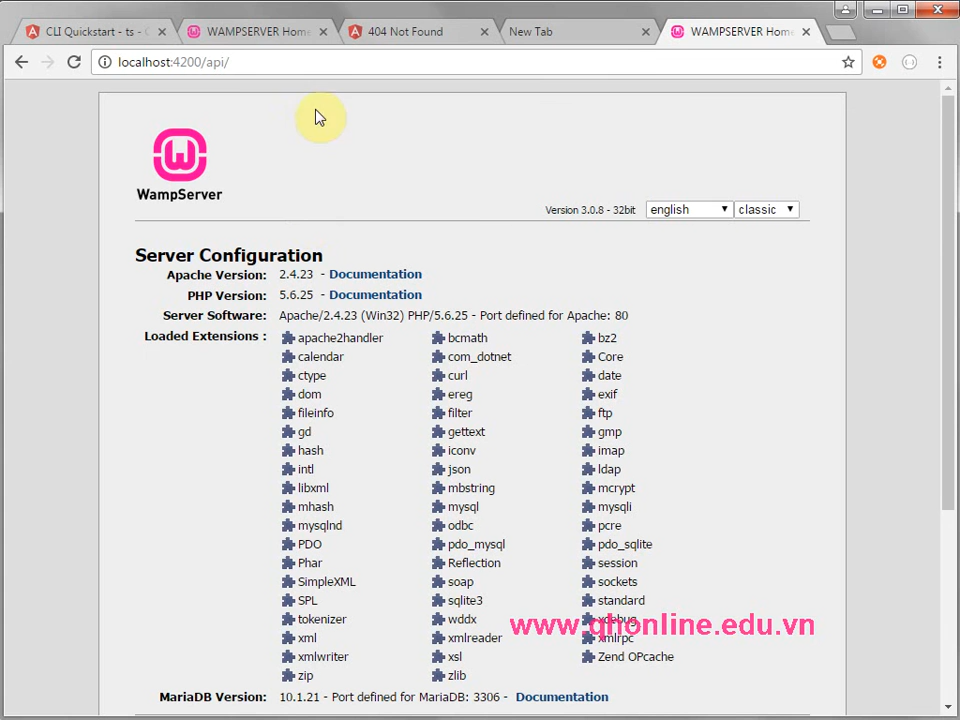 CLI Quickstart - ts - C
WAMPSERVER Home
404 Not Found
New Tab
WAMPSERVER Home
localhost:4200/api/
WampServer
Version 3.0.8 - 32bit
english
classic
Server Configuration
Apache Version: 2.4.23 - Documentation
PHP Version: 5.6.25 - Documentation
Server Software: Apache/2.4.23 (Win32) PHP/5.6.25 - Port defined for Apache: 80
Loaded Extensions : apache2handler bcmath bz2
calendar com_dotnet Core
ctype curl date
dom ereg exif
fileinfo filter ftp
gd gettext gmp
hash iconv imap
intl json ldap
libxml mbstring mcrypt
mhash mysql mysqli
mysqlnd odbc pcre
PDO pdo_mysql pdo_sqlite
Phar Reflection session
SimpleXML soap sockets
SPL sqlite3 standard
tokenizer wddx xdebug
www.qhonline.edu.vn
xml xmlreader xmlrpc
xmlwriter xsl Zend OPcache
zip zlib
MariaDB Version: 10.1.21 - Port defined for MariaDB: 3306 - Documentation